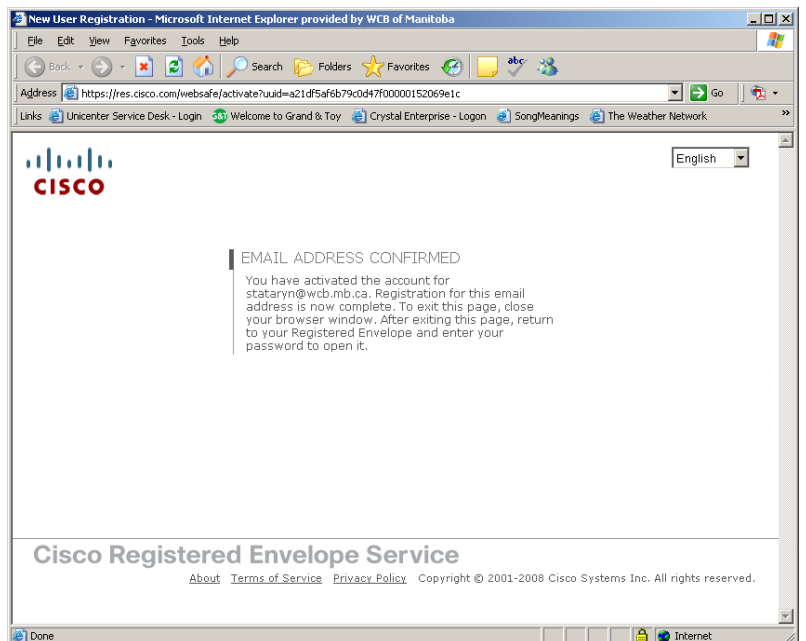 New User Registration - Microsoft Internet Explorer provided by WCB of Manitoba
File Edit View Favorites Tools Help
Back Search Folders Favorites abc
Address https://res.cisco.com/websafe/activate?uuid=a21df5af6b79c0d47f00000152069e1c Go
Links Unicenter Service Desk - Login G&T Welcome to Grand & Toy Crystal Enterprise - Logon SongMeanings The Weather Network »
CISCO
English
EMAIL ADDRESS CONFIRMED
You have activated the account for
stataryn@wcb.mb.ca. Registration for this email
address is now complete. To exit this page, close
your browser window. After exiting this page, return
to your Registered Envelope and enter your
password to open it.
Cisco Registered Envelope Service
About Terms of Service Privacy Policy Copyright © 2001-2008 Cisco Systems Inc. All rights reserved.
Done Internet